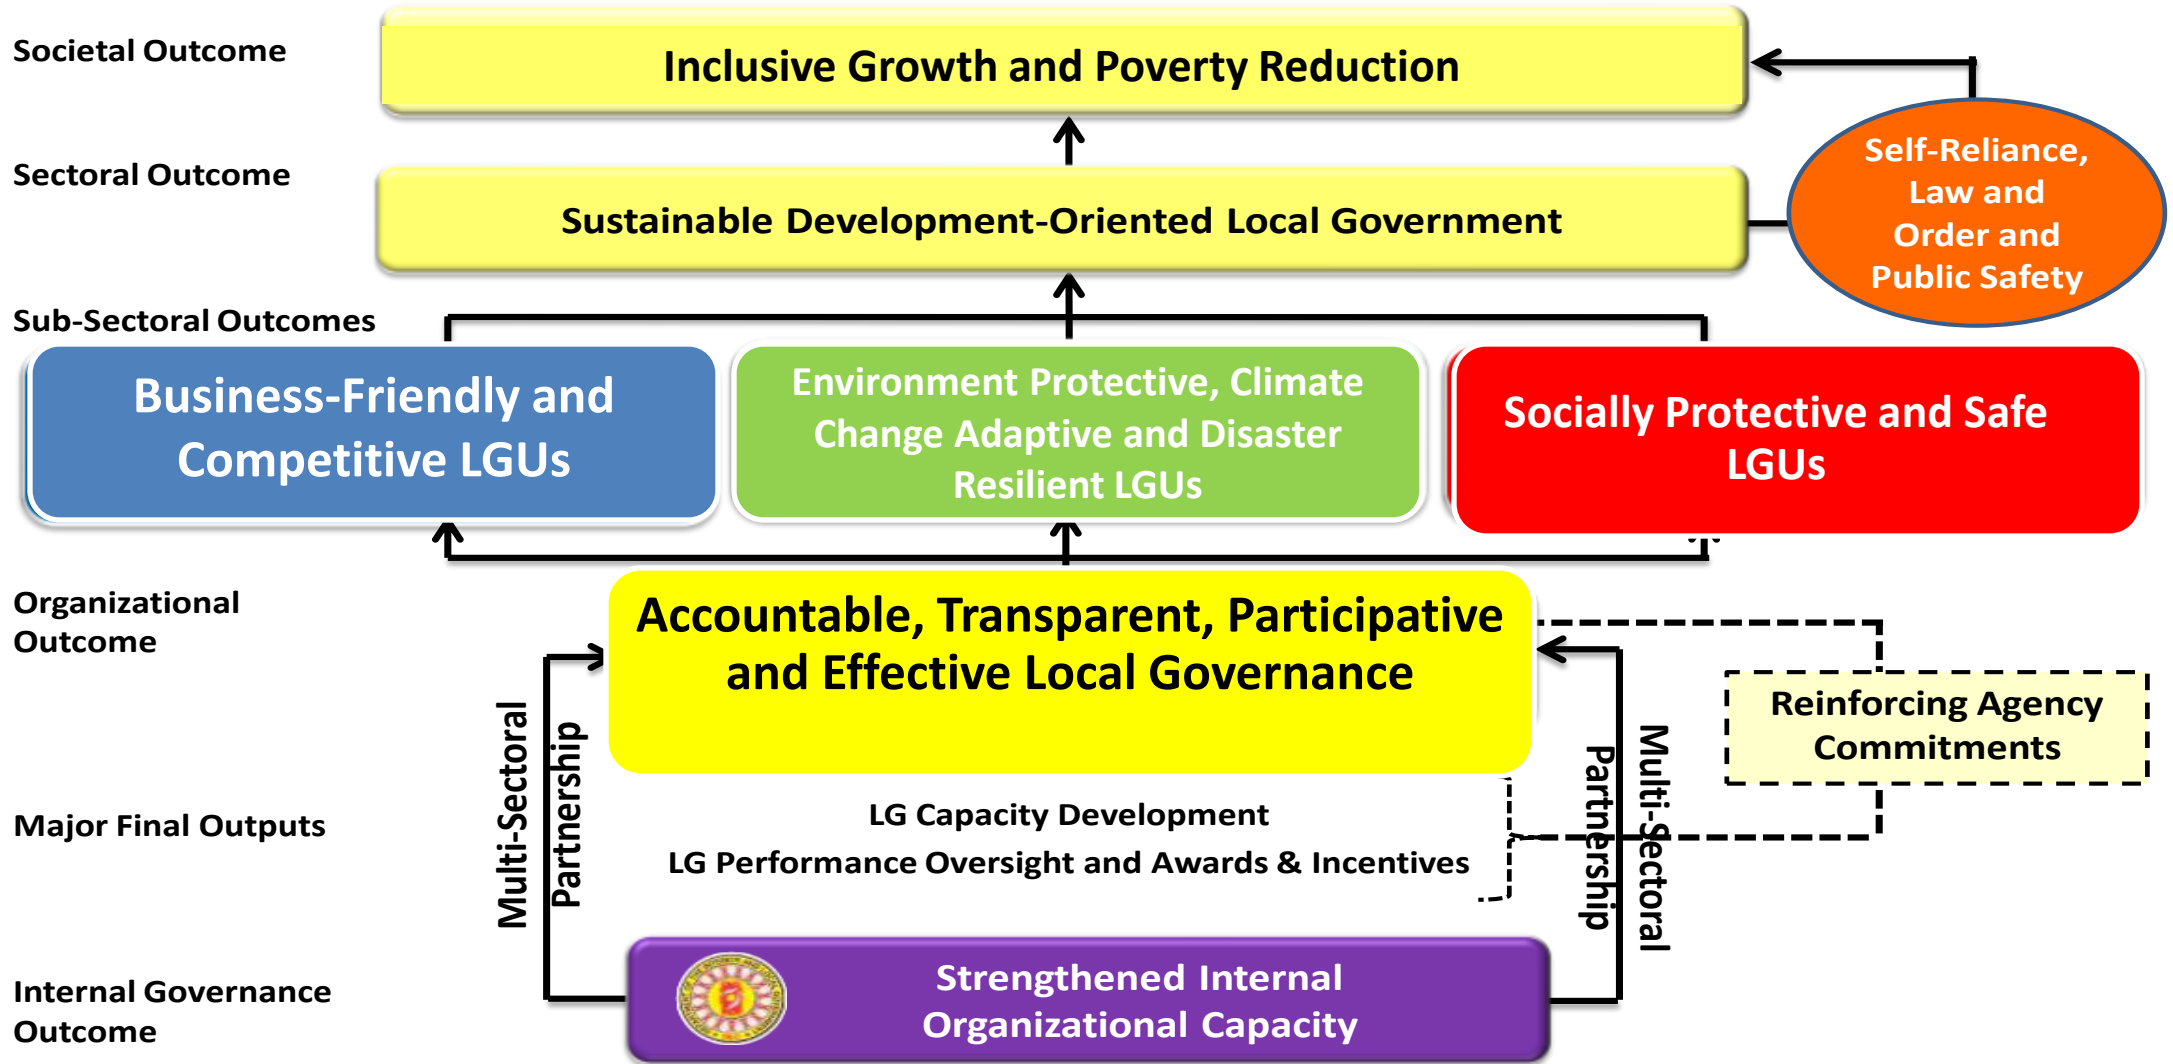 Societal Outcome
Inclusive Growth and Poverty Reduction
Self-Reliance,
Law and
Order and
Public Safety
Sectoral Outcome
Sustainable Development-Oriented Local Government
Sub-Sectoral Outcomes
Business-Friendly and
Competitive LGUs
Environment Protective, Climate
Change Adaptive and Disaster
Resilient LGUs
Socially Protective and Safe
LGUs
Organizational
Outcome
Accountable, Transparent, Participative
and Effective Local Governance
Multi-Sectoral
Partnership
Multi-Sectoral
Partnership
Reinforcing Agency
Commitments
Major Final Outputs
LG Capacity Development
LG Performance Oversight and Awards & Incentives
Internal Governance
Outcome
Strengthened Internal
Organizational Capacity